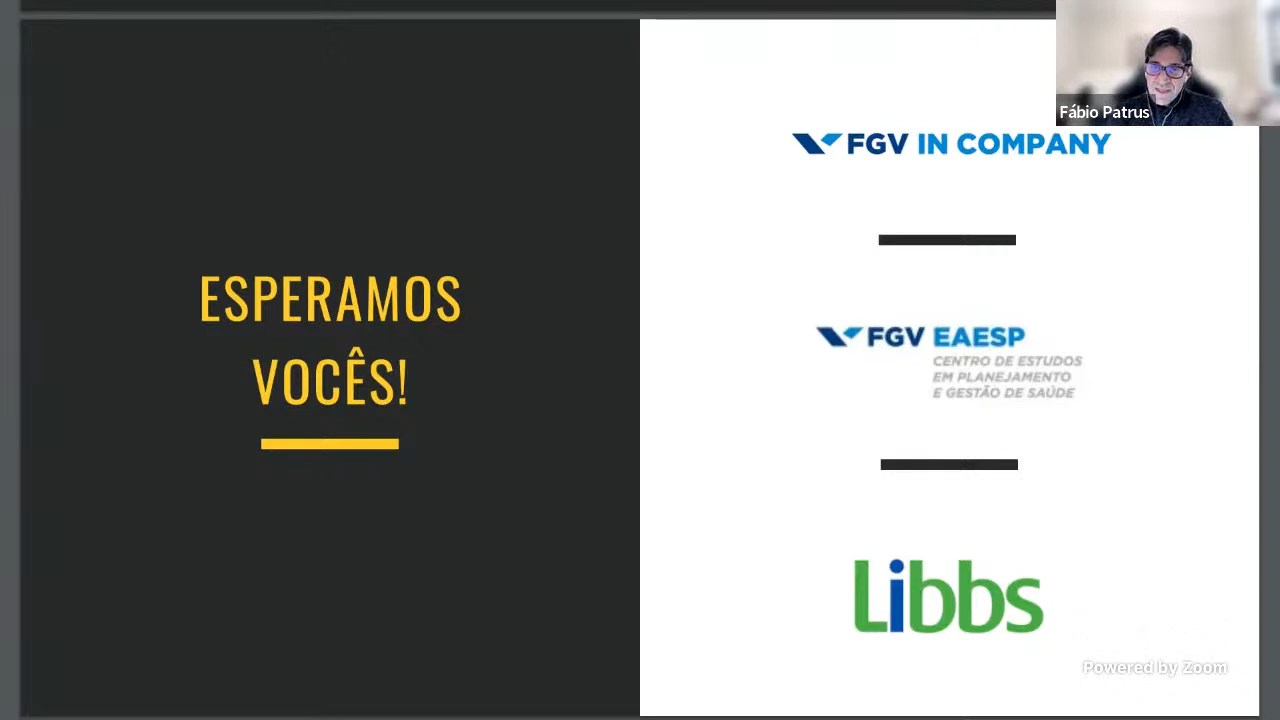 ESPERAMOS
VOCÊS!
Fábio Patrus
FGV IN COMPANY
FGV EAESP
CENTRO DE ESTUDOS
EM PLANEJAMENTO
E GESTÃO DE SAÚDE
Libbs
Powered by Zoom